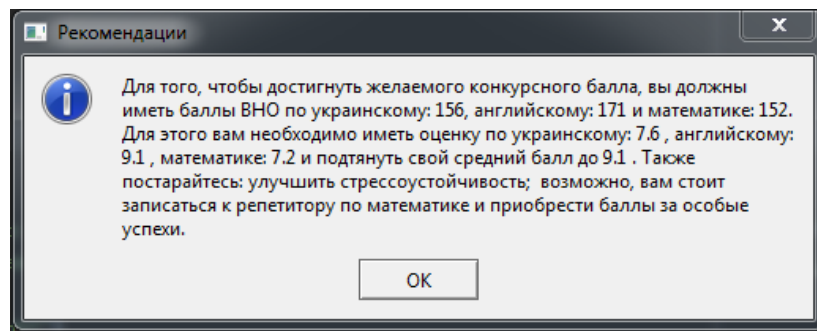 Рекомендации
Для того, чтобы достигнуть желаемого конкурсного балла, вы должны
иметь баллы ВНО по украинскому: 156, английскому: 171 и математике: 152.
Для этого вам необходимо иметь оценку по украинскому: 7.6 , английскому:
9.1 , математике: 7.2 и подтянуть свой средний балл до 9.1 . Также
постарайтесь: улучшить стрессоустойчивость;  возможно, вам стоит
записаться к репетитору по математике и приобрести баллы за особые
успехи.
ОК